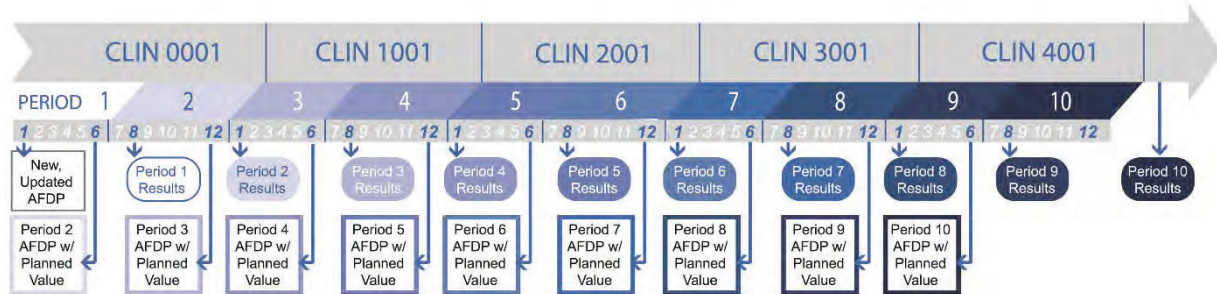 CLIN 0001 CLIN 1001 CLIN 2001 CLIN 3001 CLIN 4001
PERIOD 1 2 3 4 5 6 7 8 9 10
1 2 3 4 5 6 7 8 9 10 11 12 1 2 3 4 5 6 7 8 9 10 11 12 1 2 3 4 5 6 7 8 9 10 11 12 1 2 3 4 5 6 7 8 9 10 11 12 1 2 3 4 5 6 7 8 9 10 11 12
New,
Updated
AFDP
Period 1
Results
Period 2
Results
Period 3
Results
Period 4
Results
Period 5
Results
Period 6
Results
Period 7
Results
Period 8
Results
Period 9
Results
Period 10
Results
Period 2
AFDP w/
Planned
Value
Period 3
AFDP w/
Planned
Value
Period 4
AFDP w/
Planned
Value
Period 5
AFDP w/
Planned
Value
Period 6
AFDP w/
Planned
Value
Period 7
AFDP w/
Planned
Value
Period 8
AFDP w/
Planned
Value
Period 9
AFDP w/
Planned
Value
Period 10
AFDP w/
Planned
Value